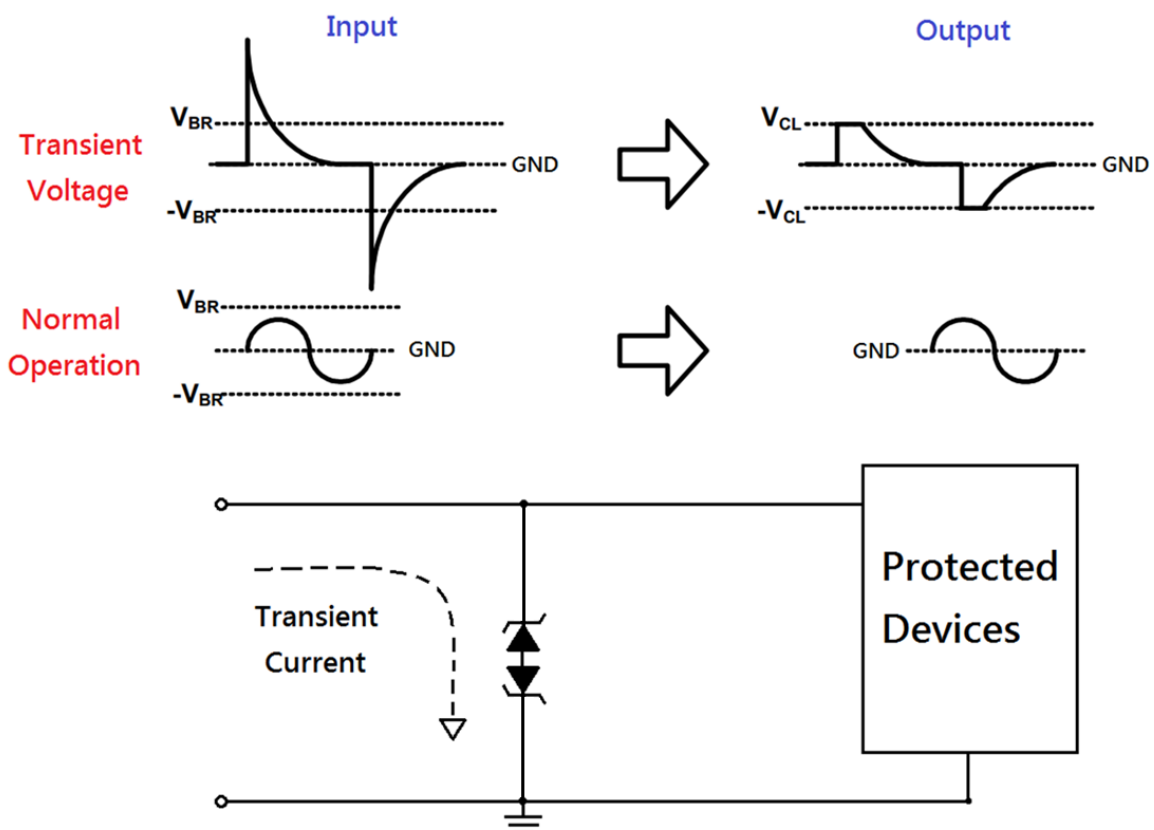 Input
Output
Transient
Voltage
VBR
GND
-VBR
VCL
GND
-VCL
Normal
Operation
VBR
GND
-VBR
GND
Transient
Current
Protected
Devices